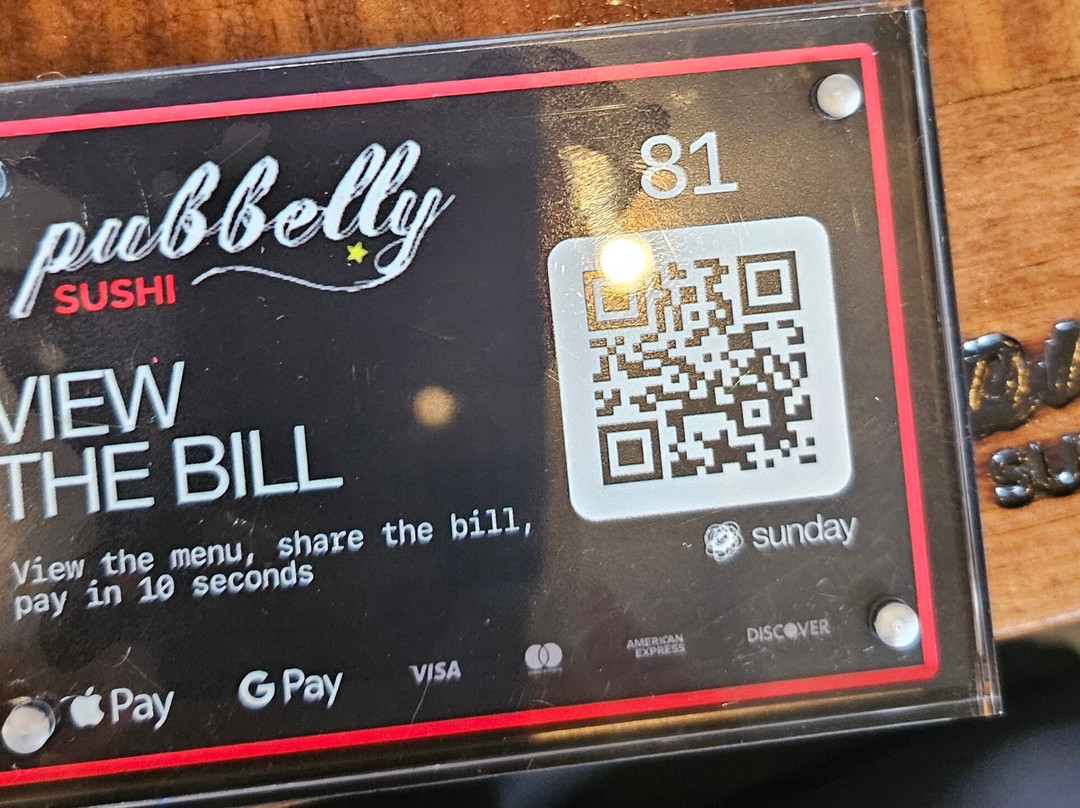 81
pubbelly
SUSHI
VIEW
THE BILL
View the menu, share the bill,
pay in 10 seconds
sunday
Pay
G Pay
VISA
AMERICAN
EXPRESS
DISCOVER